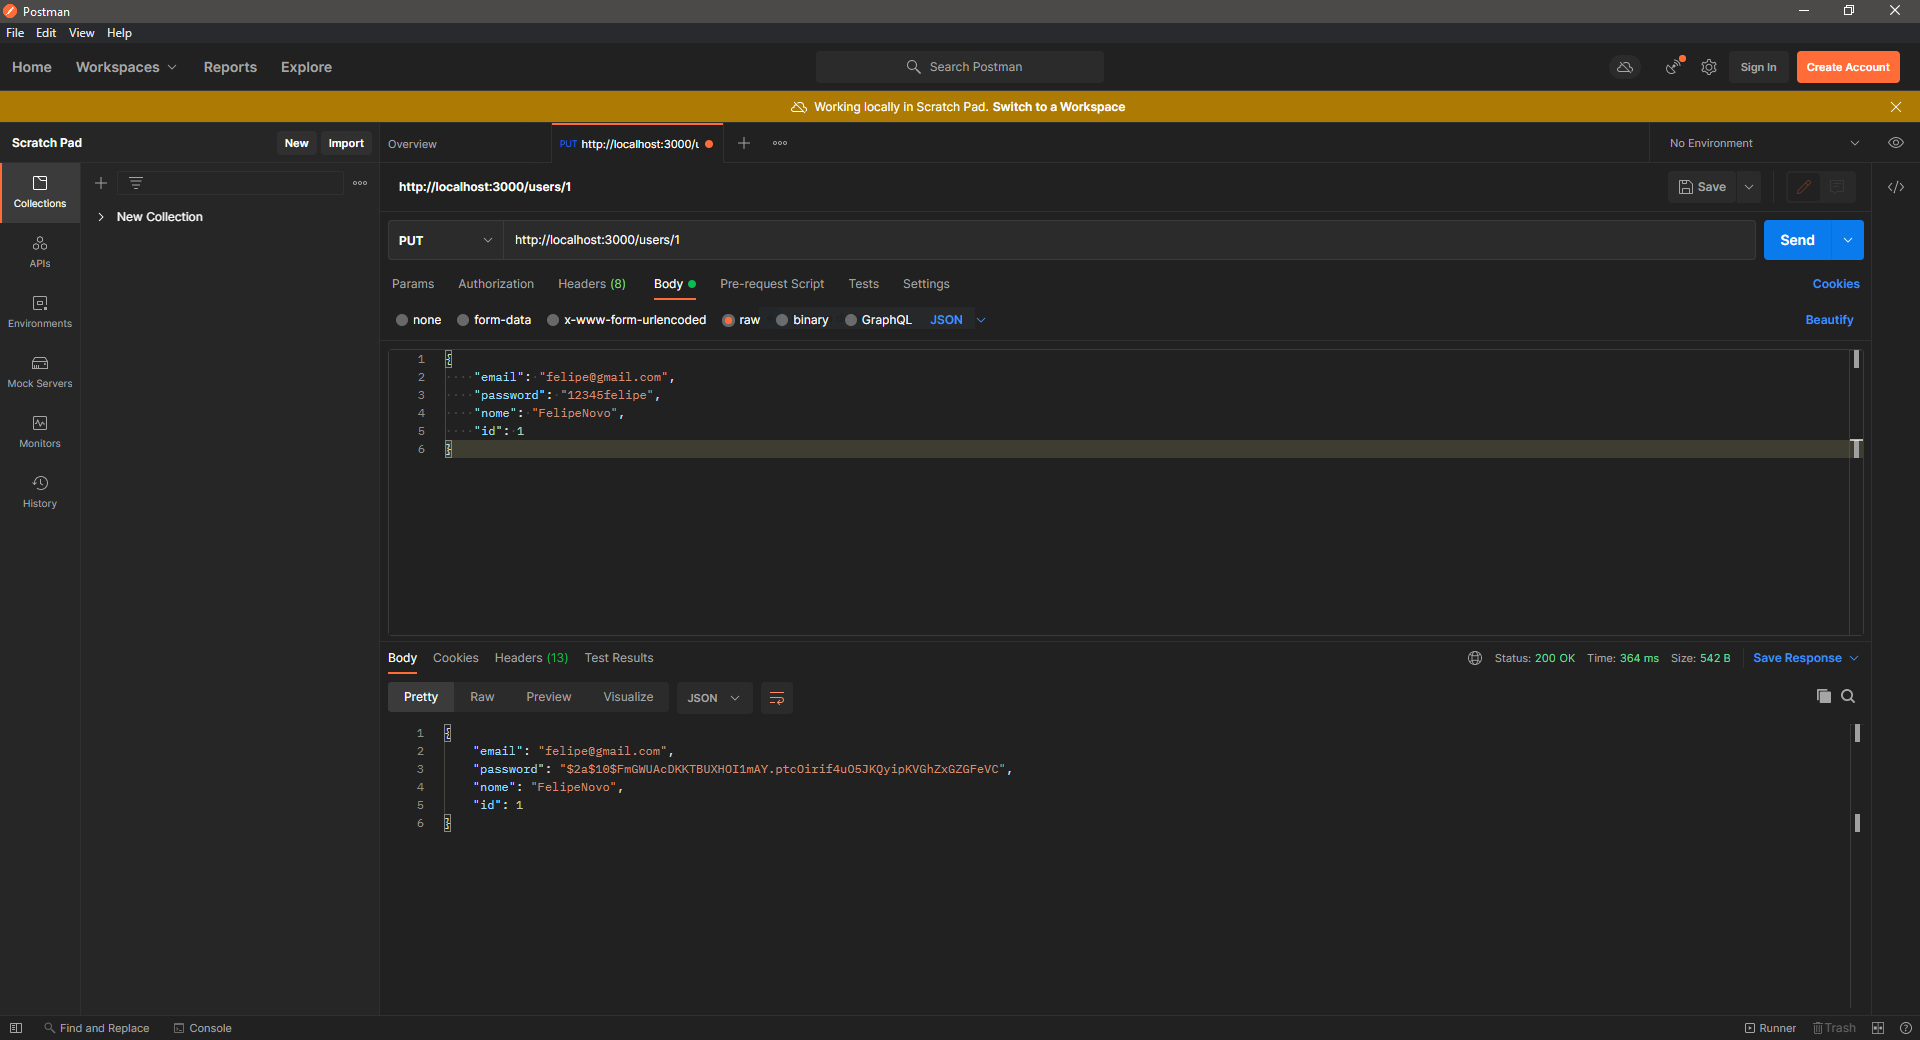 Postman
File Edit View Help
Home Workspaces Reports Explore
Search Postman
Sign In Create Account
Working locally in Scratch Pad. Switch to a Workspace
Scratch Pad New Import
Overview PUT http://localhost:3000/u
No Environment
http://localhost:3000/users/1
Save
Collections
New Collection
PUT http://localhost:3000/users/1
Send
APIs
Params Authorization Headers (8) Body Pre-request Script Tests Settings
Cookies
Environments
none form-data x-www-form-urlencoded raw binary GraphQL JSON
Beautify
Mock Servers
Monitors
History
1 {
2 "email": "felipe@gmail.com",
3 "password": "12345felipe",
4 "nome": "FelipeNovo",
5 "id": 1
6 }
Body Cookies Headers (13) Test Results
Status: 200 OK Time: 364 ms Size: 542 B Save Response
Pretty Raw Preview Visualize JSON
1 {
2 "email": "felipe@gmail.com",
3 "password": "$2a$10$FmGWUAcDKKTBUXHOI1mAY.ptcOirif4uO5JKQyipKVGhZxGZGFeVC",
4 "nome": "FelipeNovo",
5 "id": 1
6 }
Find and Replace Console
Runner Trash